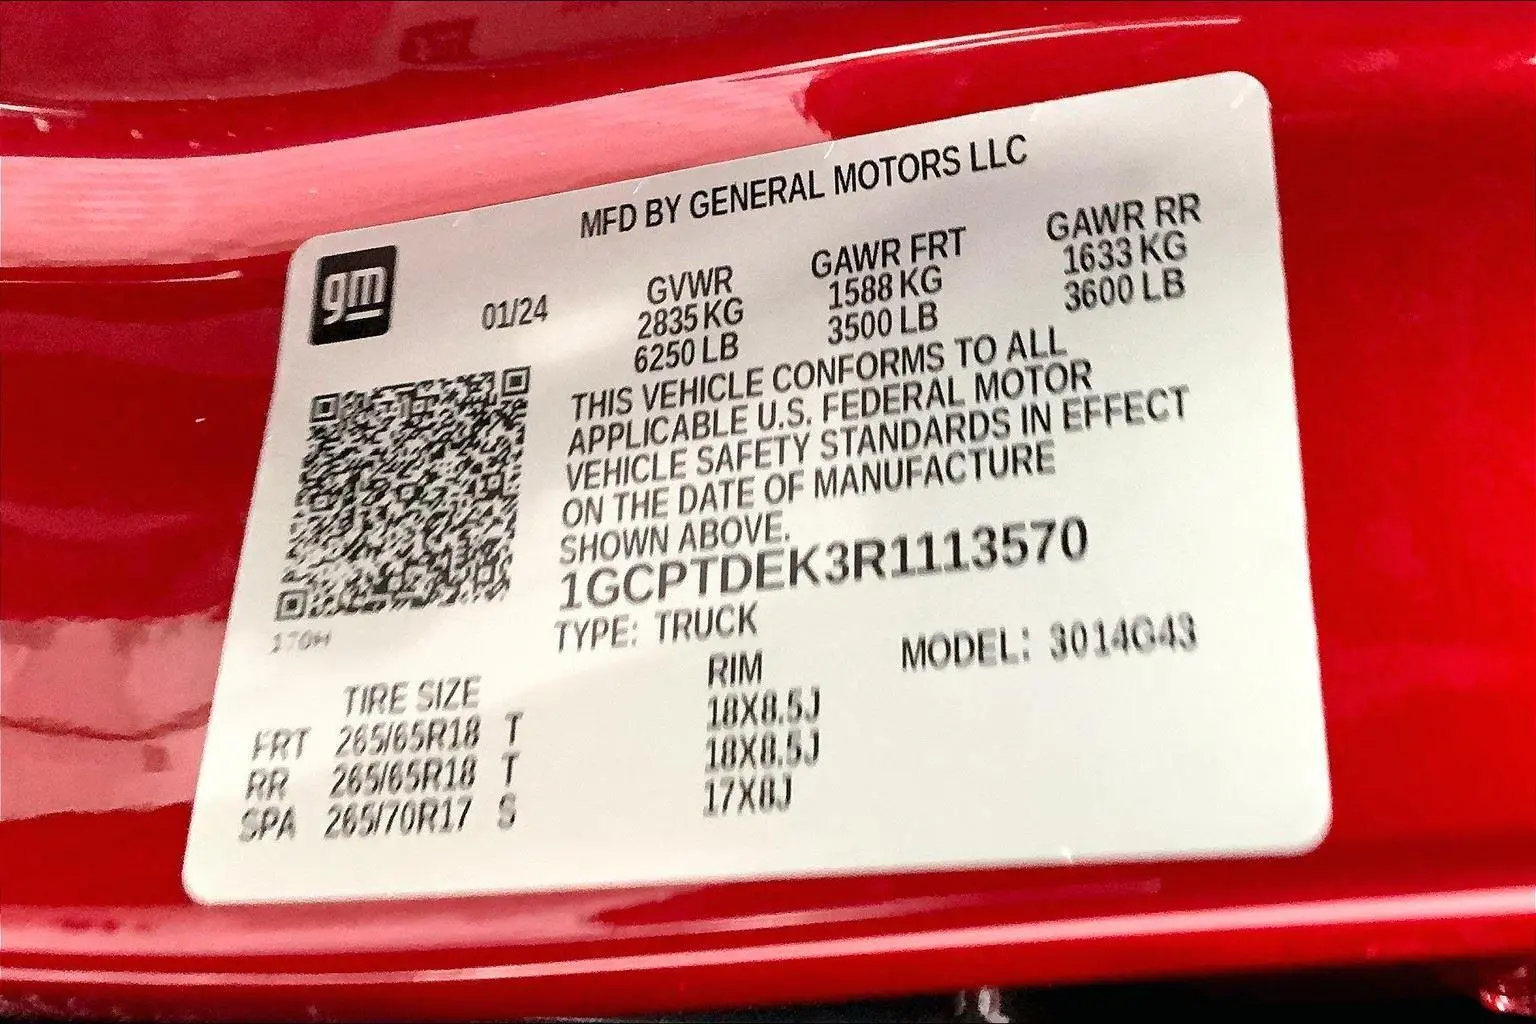 MFD BY GENERAL MOTORS LLC
gm
01/24
GVWR
2835 KG
6250 LB
GAWR FRT
1588 KG
3500 LB
GAWR RR
1633 KG
3600 LB
THIS VEHICLE CONFORMS TO ALL
APPLICABLE U.S. FEDERAL MOTOR
VEHICLE SAFETY STANDARDS IN EFFECT
ON THE DATE OF MANUFACTURE
SHOWN ABOVE.
1GCPTDEK3R1113570
170H
TYPE: TRUCK
MODEL: 3014G43
TIRE SIZE RIM
FRT 265/65R18 T 18X8.5J
RR 265/65R18 T 18X8.5J
SPA 265/70R17 S 17X8J